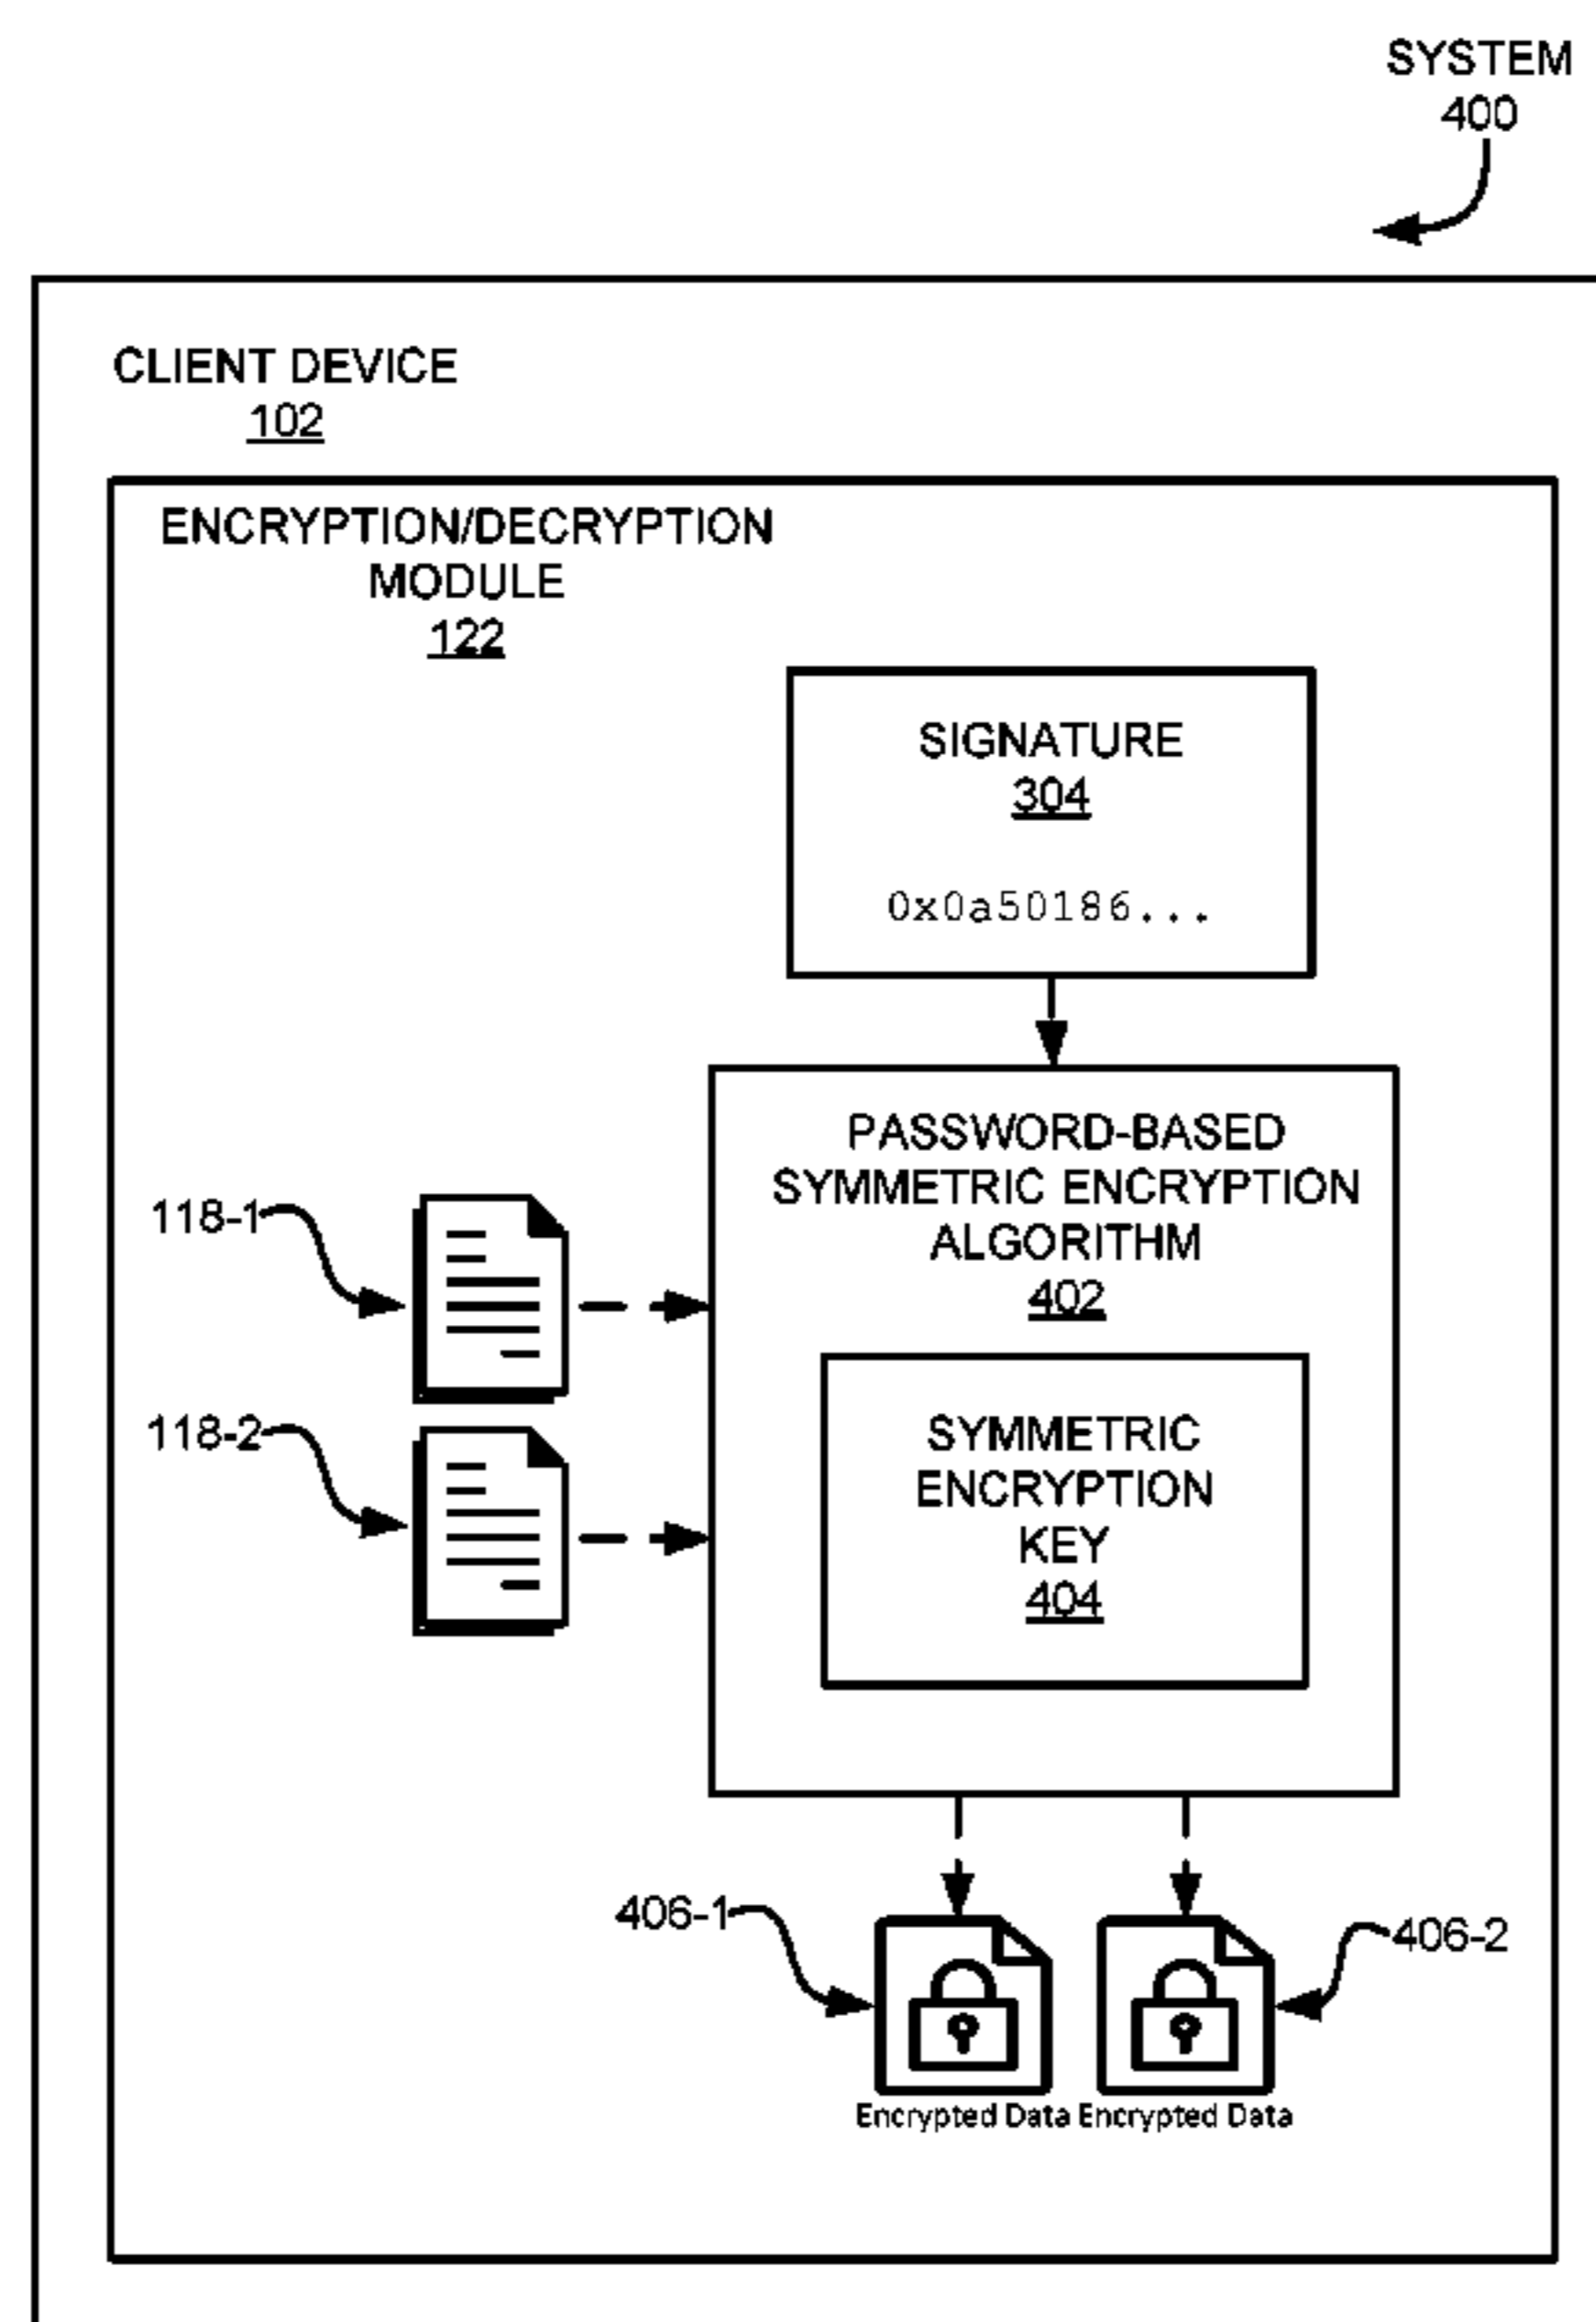 SYSTEM
400
CLIENT DEVICE
102
ENCRYPTION/DECRYPTION
MODULE
122
SIGNATURE
304
0x0a50186...
PASSWORD-BASED
SYMMETRIC ENCRYPTION
ALGORITHM
402
118-1
118-2
SYMMETRIC
ENCRYPTION
KEY
404
406-1
406-2
Encrypted Data Encrypted Data